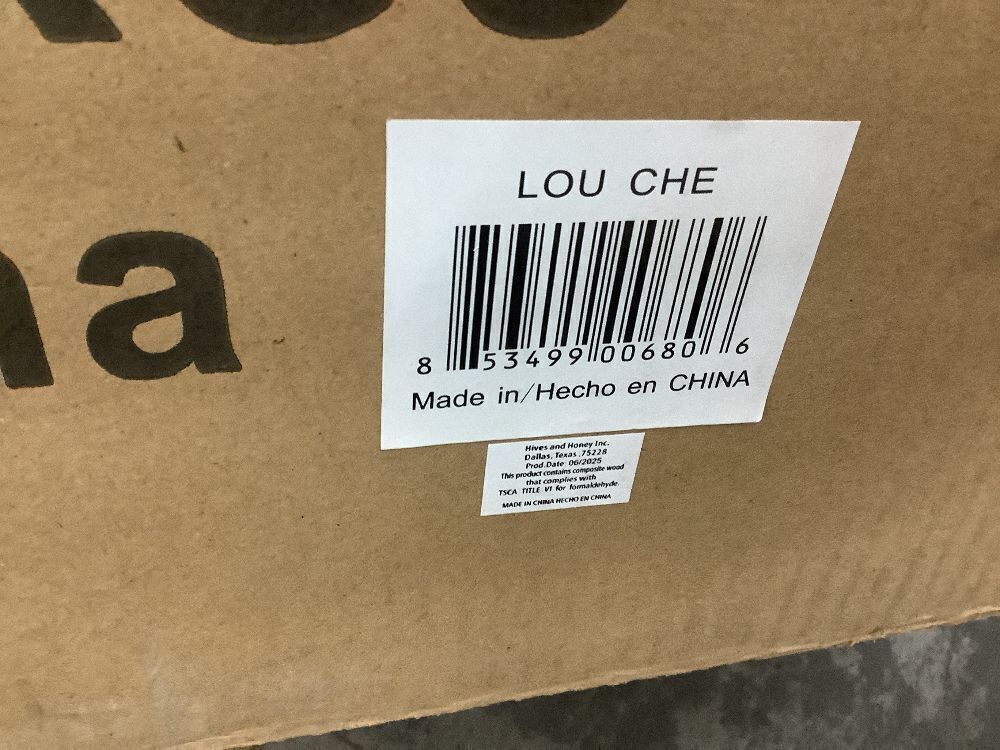 na
LOU CHE
8 53499 00680 6
Made in/Hecho en CHINA
Hives and Honey Inc.
Dallas, Texas ,75228
Prod.Date: 06/2025
This product contains composite wood
that complies with
TSCA TITLE VI for formaldehyde.
MADE IN CHINA HECHO EN CHINA